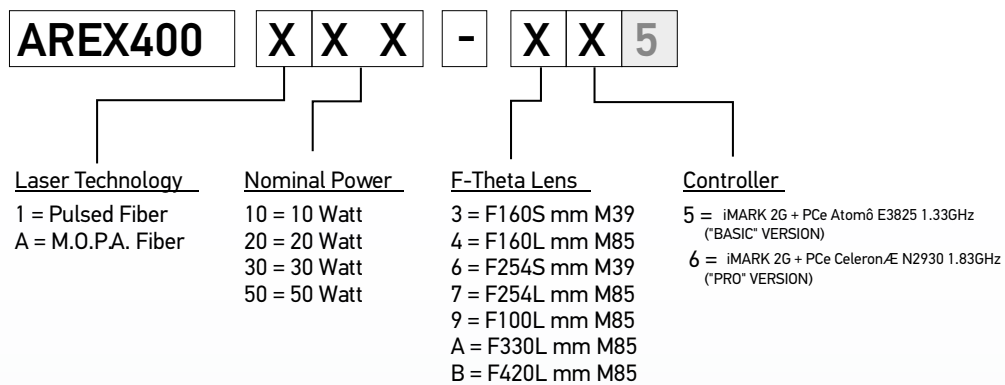 AREX400 X X X - X X 5
Laser Technology
1 = Pulsed Fiber
A = M.O.P.A. Fiber
Nominal Power
10 = 10 Watt
20 = 20 Watt
30 = 30 Watt
50 = 50 Watt
F-Theta Lens
3 = F160S mm M39
4 = F160L mm M85
6 = F254S mm M39
7 = F254L mm M85
9 = F100L mm M85
A = F330L mm M85
B = F420L mm M85
Controller
5 = iMARK 2G + PCe Atomô E3825 1.33GHz
("BASIC" VERSION)
6 = iMARK 2G + PCe CeleronÆ N2930 1.83GHz
("PRO" VERSION)